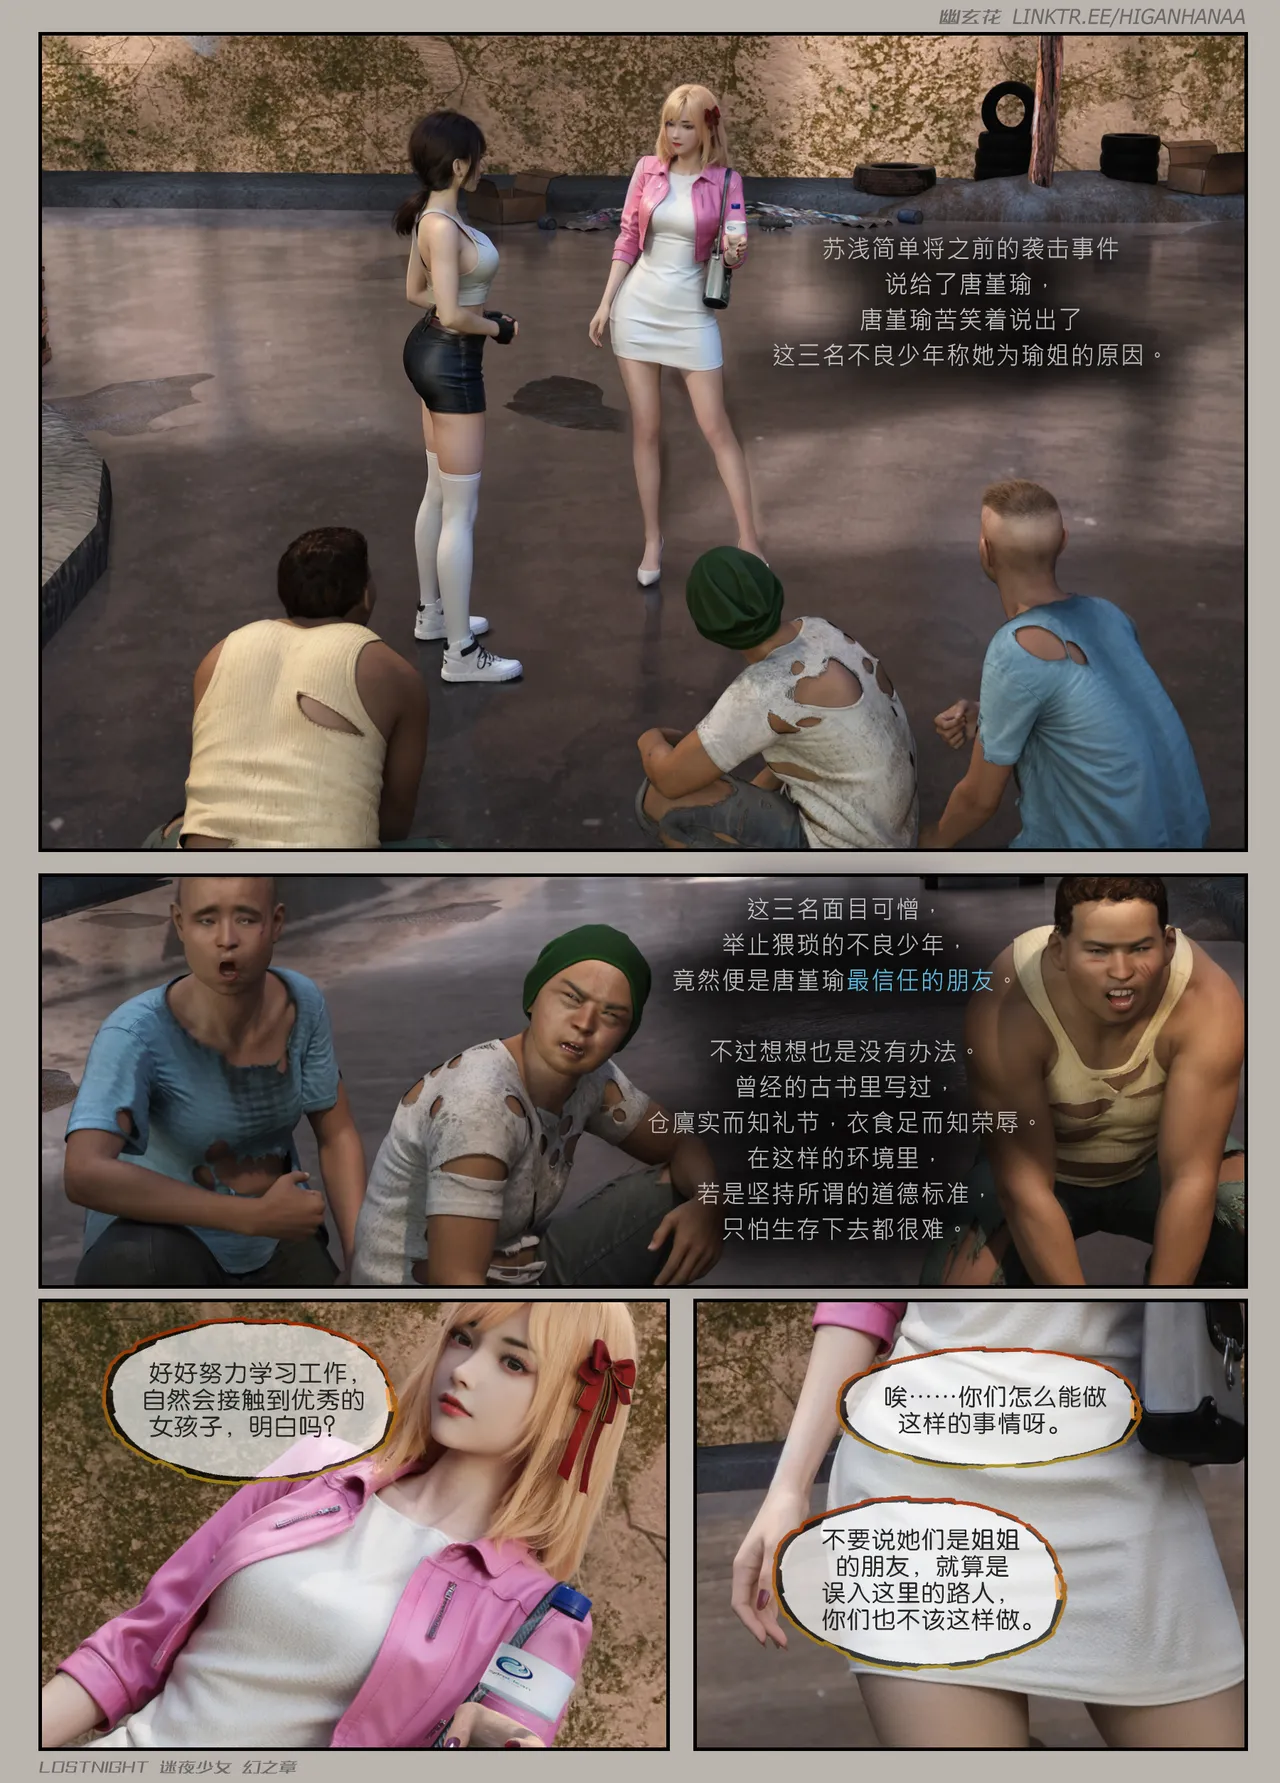 幽玄花 LINKTR.EE/HIGANHANAA
苏浅简单将之前的袭击事件
说给了唐堇瑜，
唐堇瑜苦笑着说出了
这三名不良少年称她为瑜姐的原因。
这三名面目可憎，
举止猥琐的不良少年，
竟然便是唐堇瑜最信任的朋友。
不过想想也是没有办法。
曾经的古书里写过，
仓廪实而知礼节，衣食足而知荣辱。
在这样的环境里，
若是坚持所谓的道德标准，
只怕生存下去都很难。
好好努力学习工作，
自然会接触到优秀的
女孩子，明白吗？
唉……你们怎么能做
这样的事情呀。
不要说她们是姐姐
的朋友，就算是
误入这里的路人，
你们也不该这样做。
LOSTNIGHT 迷夜少女 幻之章